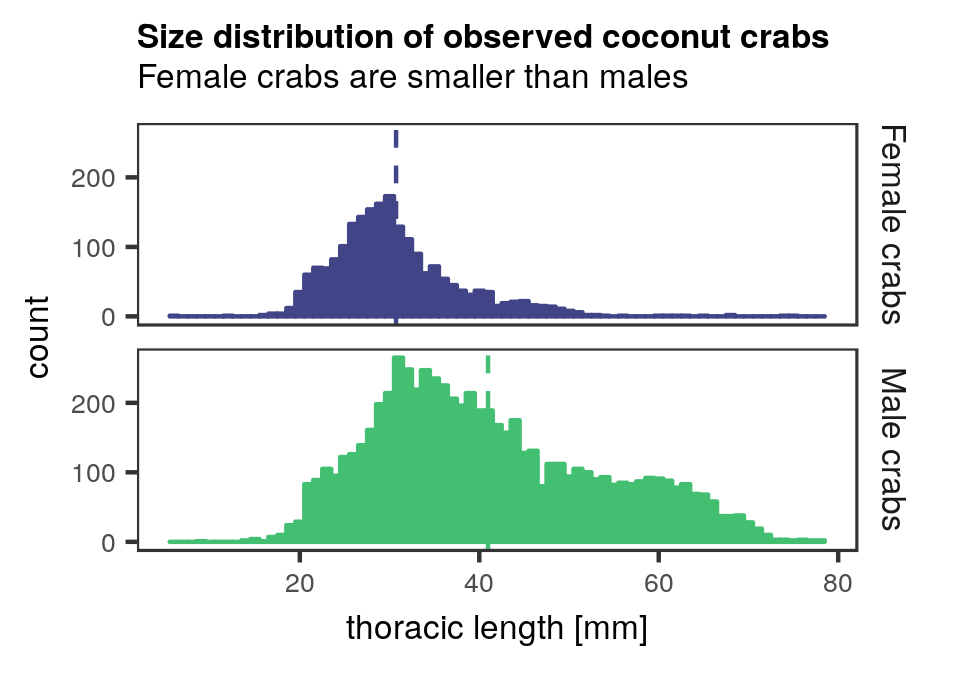 Size distribution of observed coconut crabs
Female crabs are smaller than males
200
100
0
Female crabs
count
200
100
0
Male crabs
20 40 60 80
thoracic length [mm]